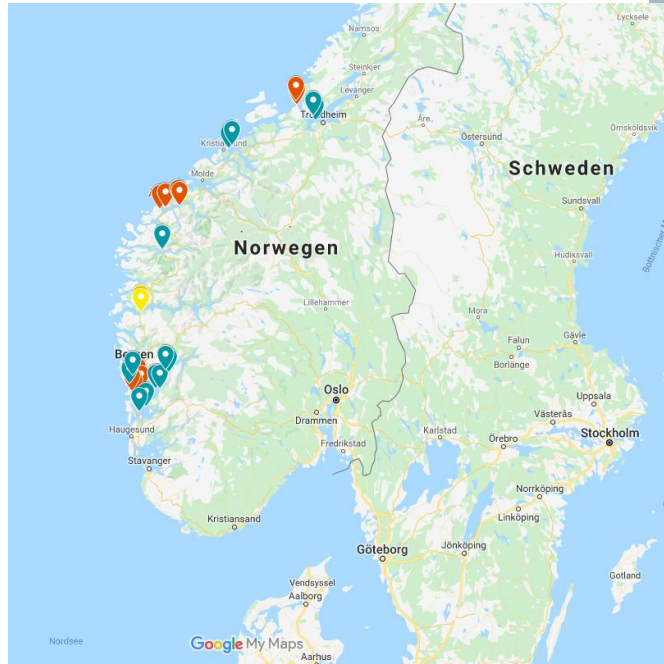 Namsos
Lycksele
Steinkjer
Levanger
Trondheim
Åre
Östersund
Örnsköldsvik
Kristiansund
Molde
Schweden
Sundsvall
Norwegen
Hudiksvall
Lillehammer
Mora
Falun
Gävle
Borlänge
Bergen
Oslo
Uppsala
Drammen
Västerås
Haugesund
Karlstad
Örebro
Stockholm
Fredrikstad
Stavanger
Norrköping
Linköping
Kristiansand
Göteborg
Jönköping
Gotland
Vendsyssel
Aalborg
Nordsee
Google My Maps
Aarhus